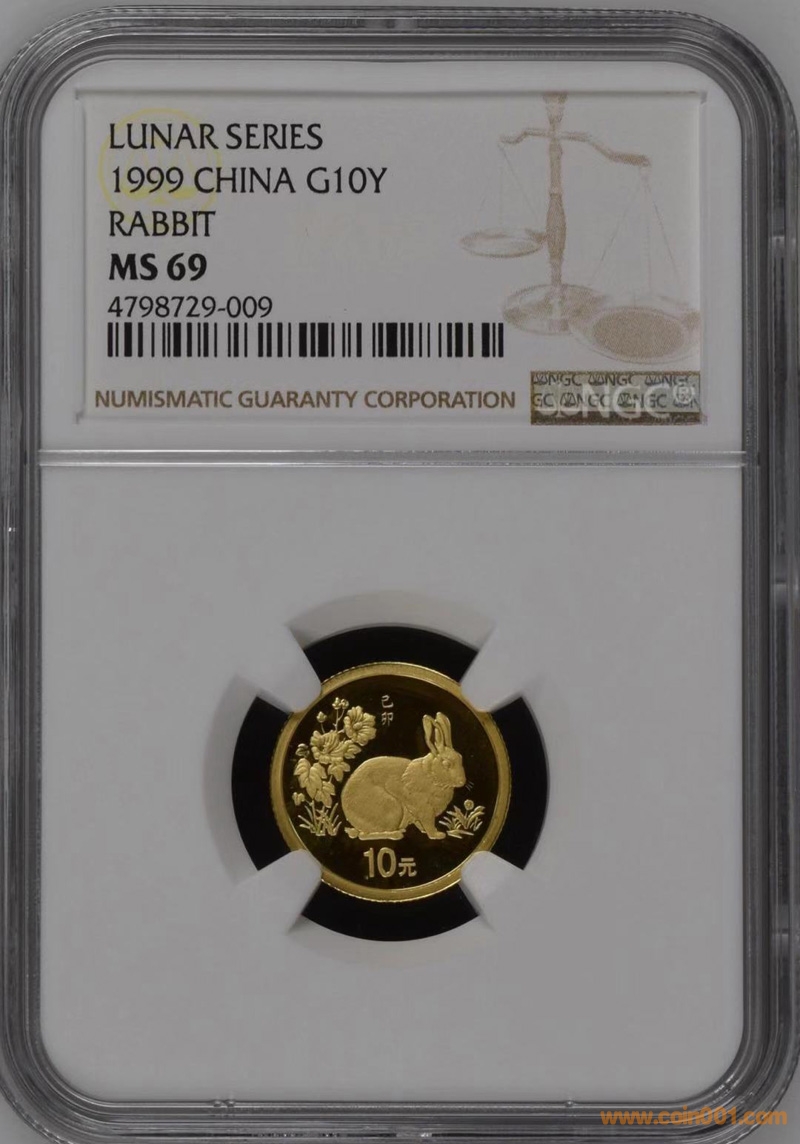 LUNAR SERIES
1999 CHINA G10Y
RABBIT
MS 69
4798729-009
NUMISMATIC GUARANTY CORPORATION
NGC®
己卯
10元
www.coin001.com